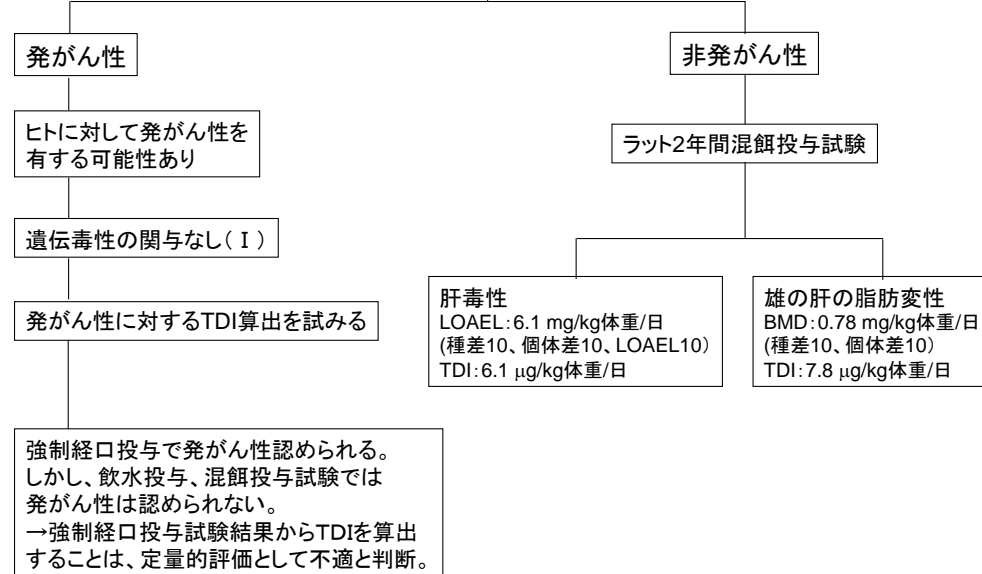 発がん性
ヒトに対して発がん性を
有する可能性あり
遺伝毒性の関与なし(Ⅰ)
発がん性に対するTDI算出を試みる
強制経口投与で発がん性認められる。
しかし、飲水投与、混餌投与試験では
発がん性は認められない。
→強制経口投与試験結果からTDIを算出
することは、定量的評価として不適と判断。
非発がん性
ラット2年間混餌投与試験
肝毒性
LOAEL:6.1 mg/kg体重/日
(種差10、個体差10、LOAEL10)
TDI:6.1 μg/kg体重/日
雄の肝の脂肪変性
BMD:0.78 mg/kg体重/日
(種差10、個体差10)
TDI:7.8 μg/kg体重/日